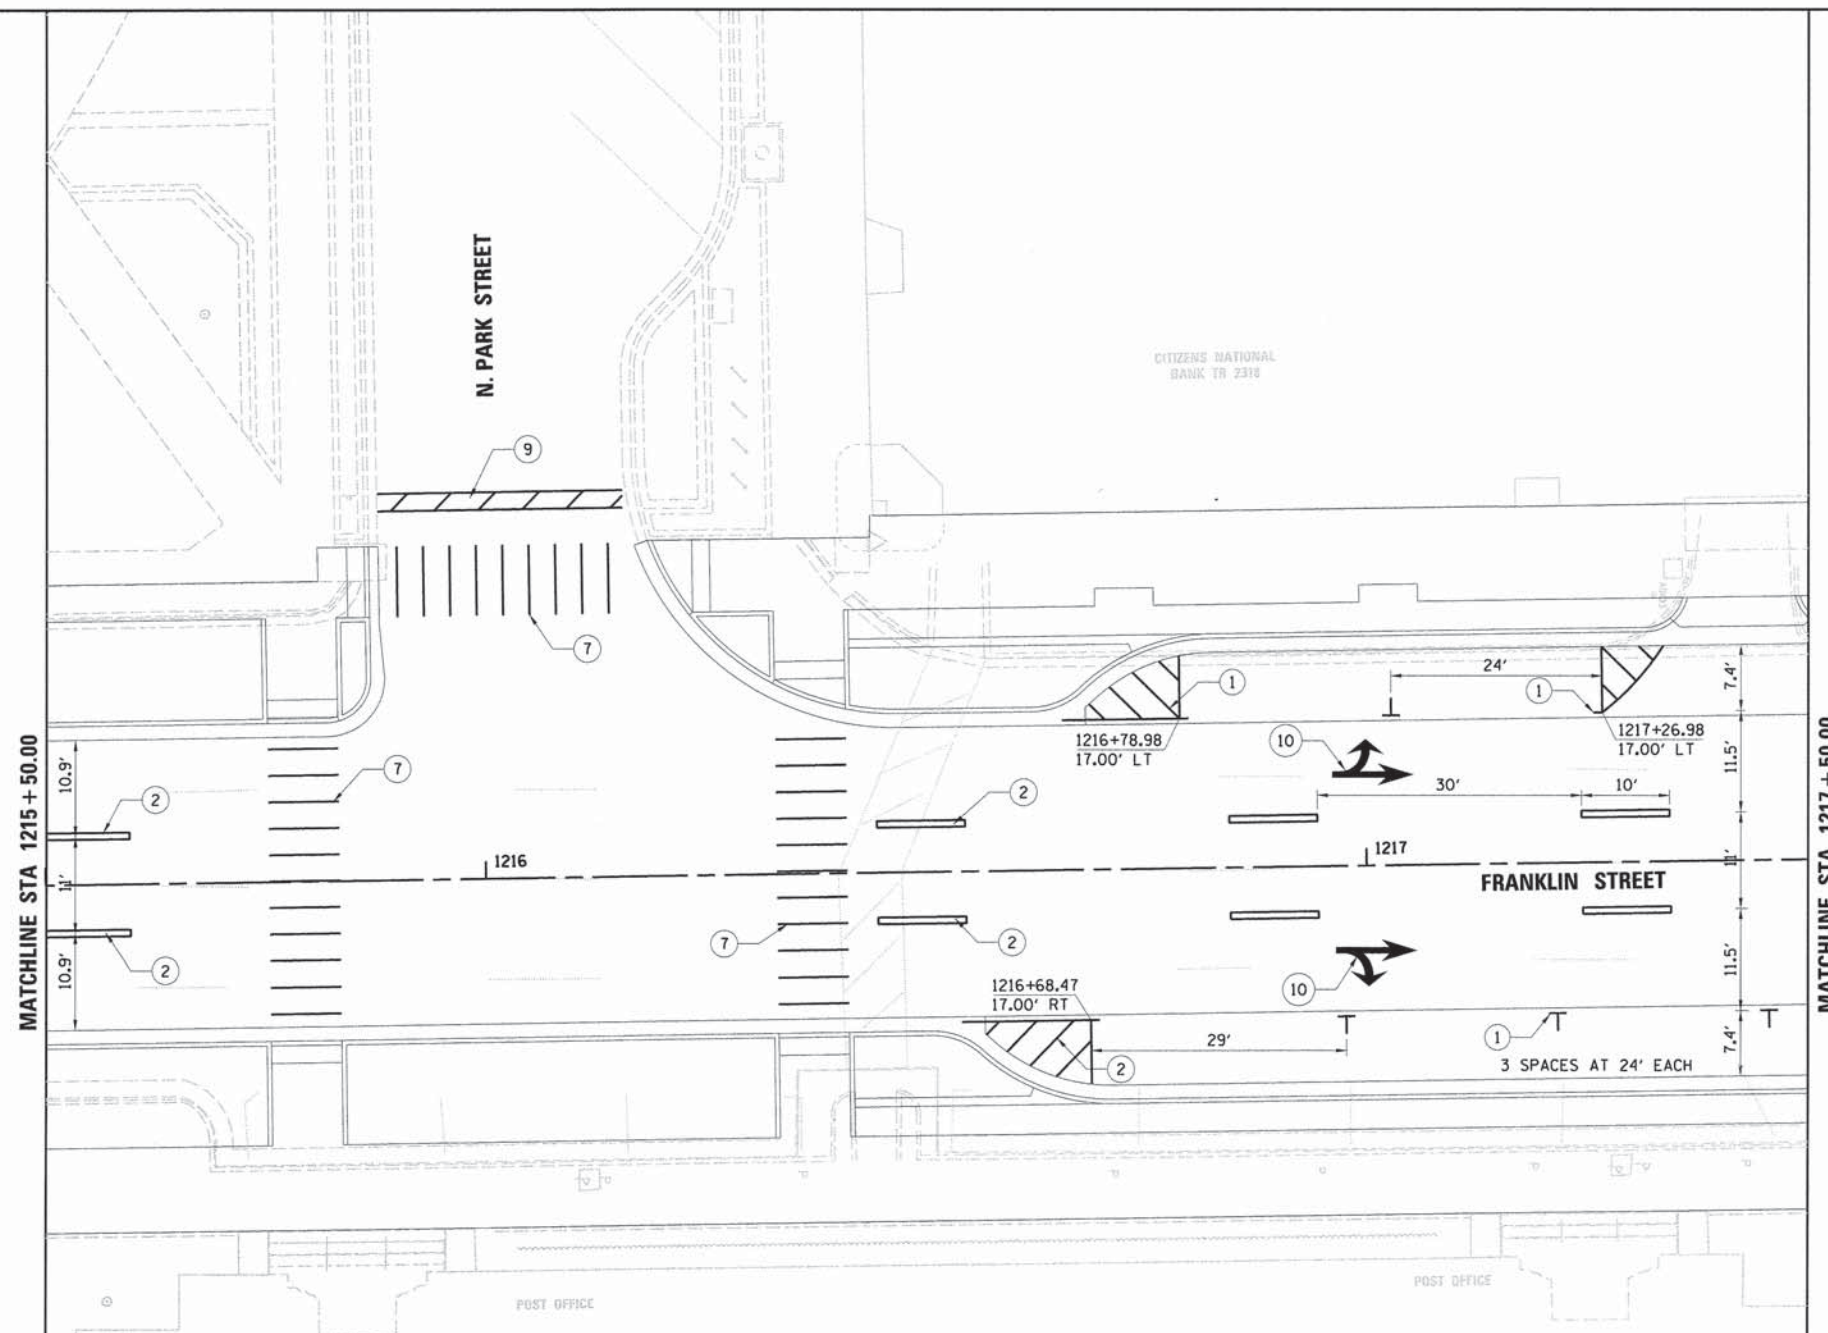 N. PARK STREET
CITIZENS NATIONAL
BANK TR 2318
9
7
24'
7.4'
1
1
1216+78.98
17.00' LT
1217+26.98
17.00' LT
10
11.5'
MATCHLINE STA 1215+50.00
MATCHLINE STA 1217+50.00
10.9'
7
2
2
30'
10'
1216
1217
11'
11'
FRANKLIN STREET
10.9'
2
7
2
11.5'
1216+68.47
17.00' RT
10
29'
1
2
7.4'
3 SPACES AT 24' EACH
POST OFFICE
POST OFFICE